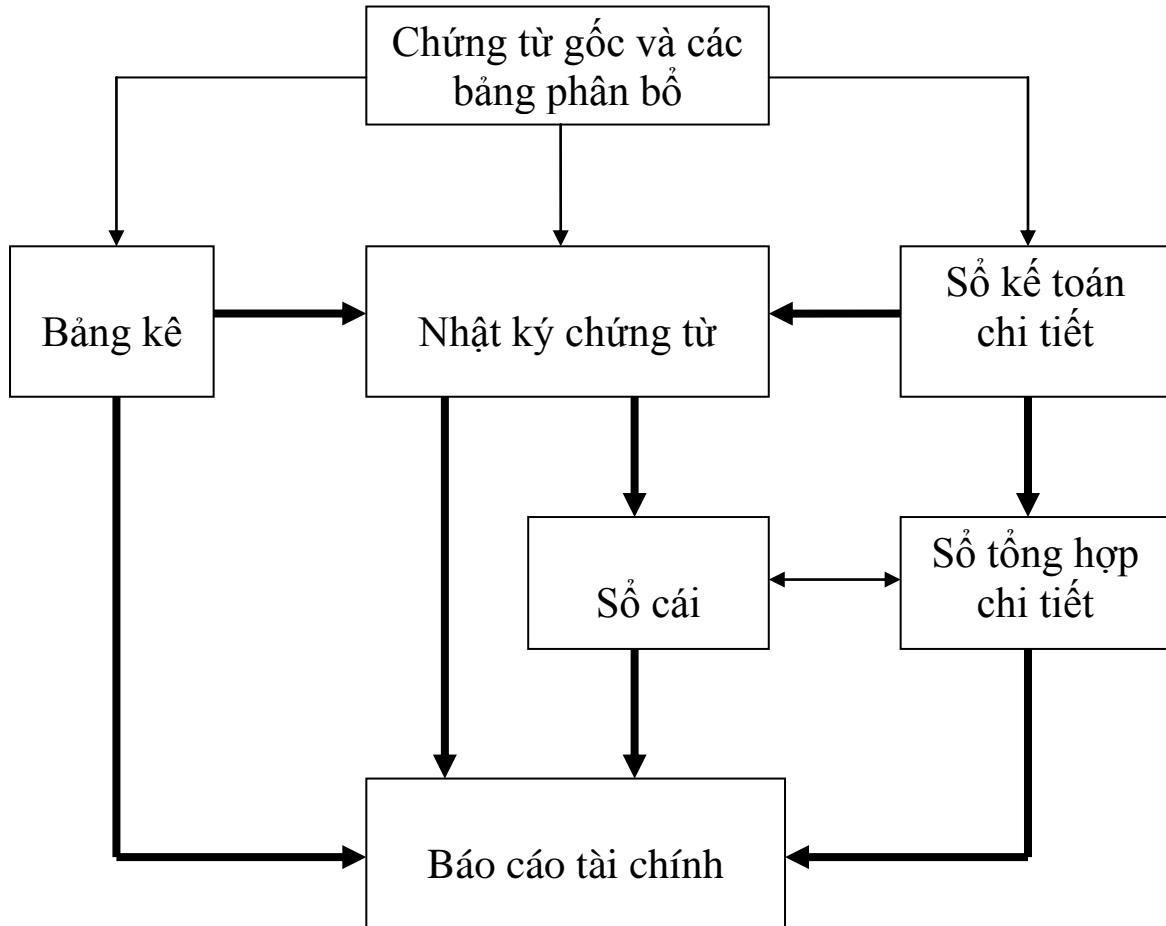 Chứng từ gốc và các
bảng phân bổ
Bảng kê
Nhật ký chứng từ
Sổ kế toán
chi tiết
Sổ cái
Sổ tổng hợp
chi tiết
Báo cáo tài chính